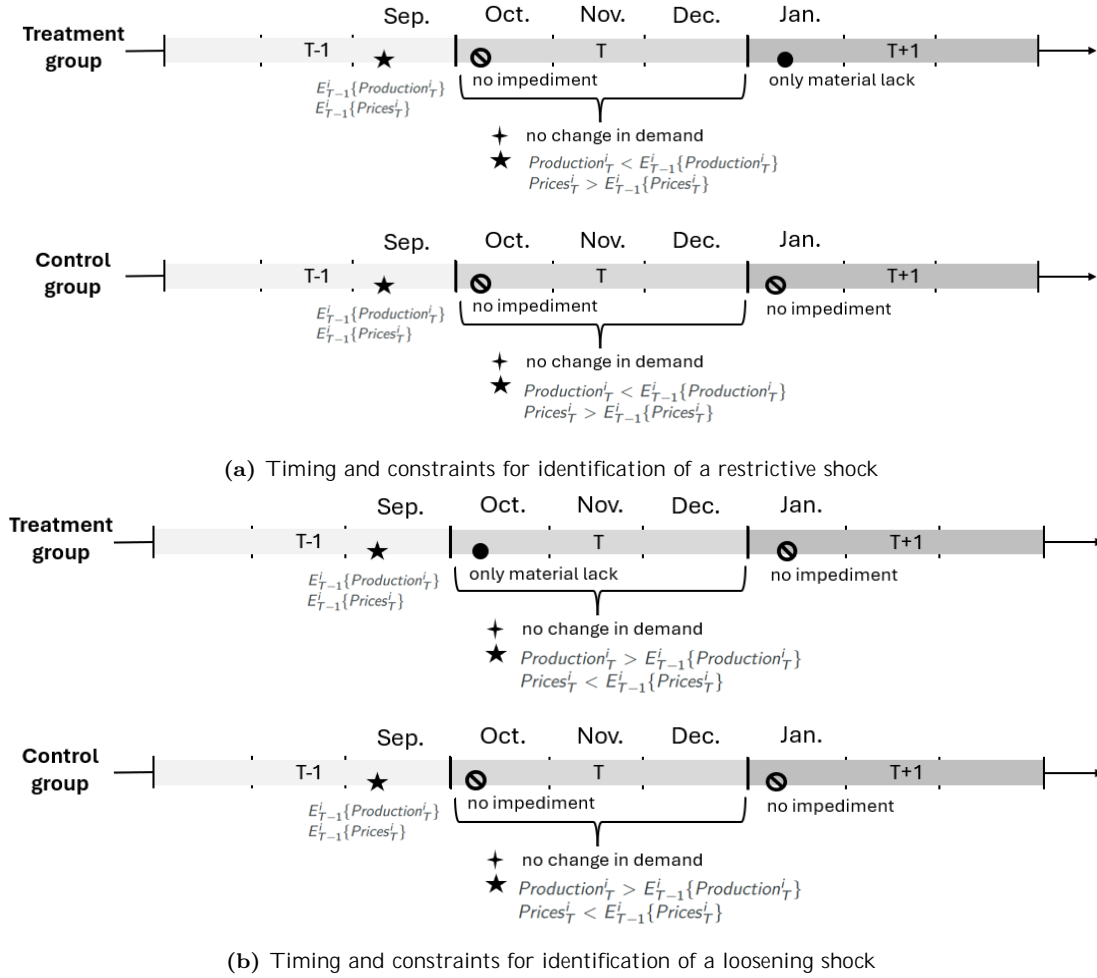 Sep. Oct. Nov. Dec. Jan.
Treatment group
T-1 T T+1
E^i_{T−1}{Production^i_T}
E^i_{T−1}{Prices^i_T}
no impediment
only material lack
no change in demand
Production^i_T < E^i_{T−1}{Production^i_T}
Prices^i_T > E^i_{T−1}{Prices^i_T}
Sep. Oct. Nov. Dec. Jan.
Control group
T-1 T T+1
E^i_{T−1}{Production^i_T}
E^i_{T−1}{Prices^i_T}
no impediment
no impediment
no change in demand
Production^i_T < E^i_{T−1}{Production^i_T}
Prices^i_T > E^i_{T−1}{Prices^i_T}
(a) Timing and constraints for identification of a restrictive shock
Sep. Oct. Nov. Dec. Jan.
Treatment group
T-1 T T+1
E^i_{T−1}{Production^i_T}
E^i_{T−1}{Prices^i_T}
only material lack
no impediment
no change in demand
Production^i_T > E^i_{T−1}{Production^i_T}
Prices^i_T < E^i_{T−1}{Prices^i_T}
Sep. Oct. Nov. Dec. Jan.
Control group
T-1 T T+1
E^i_{T−1}{Production^i_T}
E^i_{T−1}{Prices^i_T}
no impediment
no impediment
no change in demand
Production^i_T > E^i_{T−1}{Production^i_T}
Prices^i_T < E^i_{T−1}{Prices^i_T}
(b) Timing and constraints for identification of a loosening shock